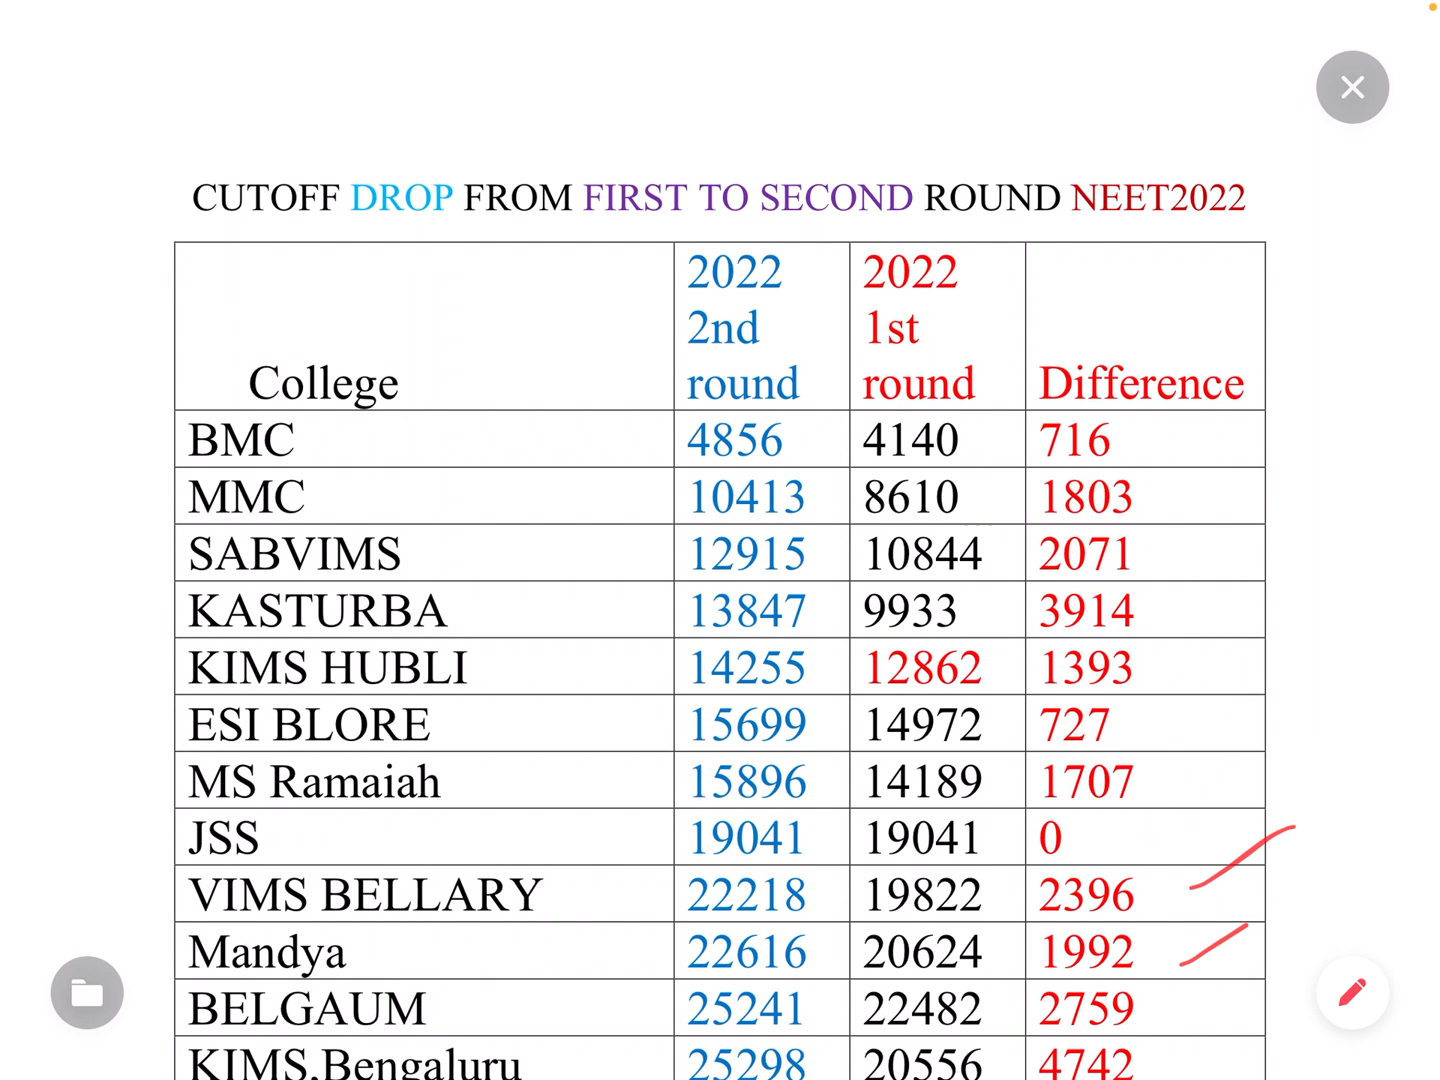 CUTOFF DROP FROM FIRST TO SECOND ROUND NEET2022
College 2022 2nd round 2022 1st round Difference
BMC 4856 4140 716
MMC 10413 8610 1803
SABVIMS 12915 10844 2071
KASTURBA 13847 9933 3914
KIMS HUBLI 14255 12862 1393
ESI BLORE 15699 14972 727
MS Ramaiah 15896 14189 1707
JSS 19041 19041 0
VIMS BELLARY 22218 19822 2396
Mandya 22616 20624 1992
BELGAUM 25241 22482 2759
KIMS,Bengaluru 25298 20556 4742